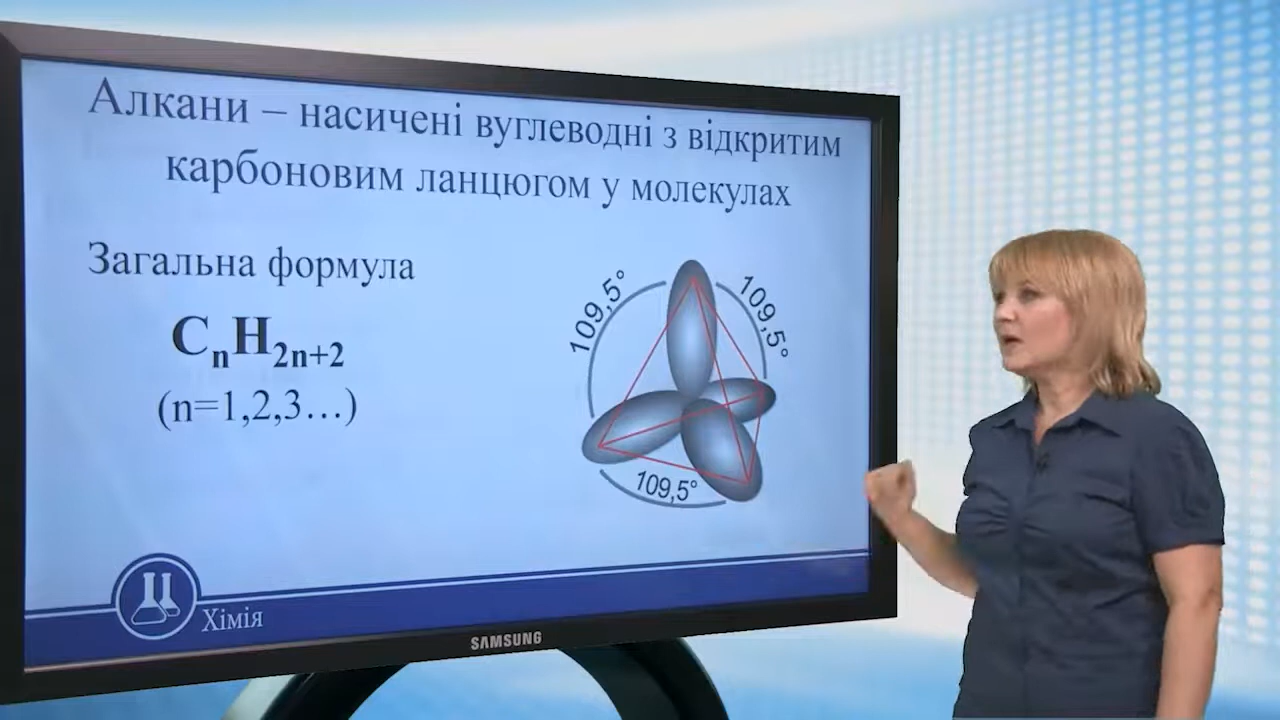 Алкани – насичені вуглеводні з відкритим
карбоновим ланцюгом у молекулах
Загальна формула
CnH2n+2
(n=1,2,3…)
109,5°
109,5°
109,5°
Хімія
SAMSUNG